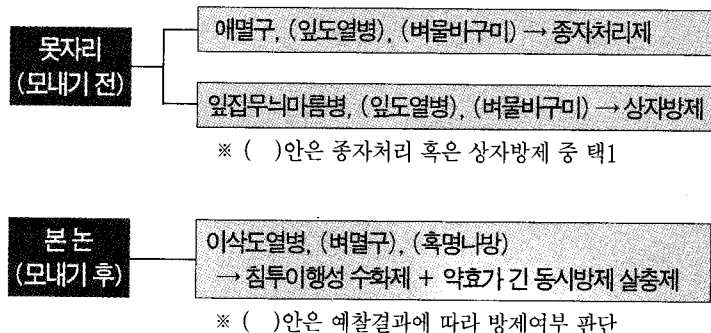 못자리
(모내기 전)
애멸구, (잎도열병), (벼물바구미) → 종자처리제
잎집무늬마름병, (잎도열병), (벼물바구미) → 상자방제
※ (  )안은 종자처리 혹은 상자방제 중 택1
본 논
(모내기 후)
이삭도열병, (벼멸구), (혹명나방)
→ 침투이행성 수화제 + 약효가 긴 동시방제 살충제
※ (  )안은 예찰결과에 따라 방제여부 판단